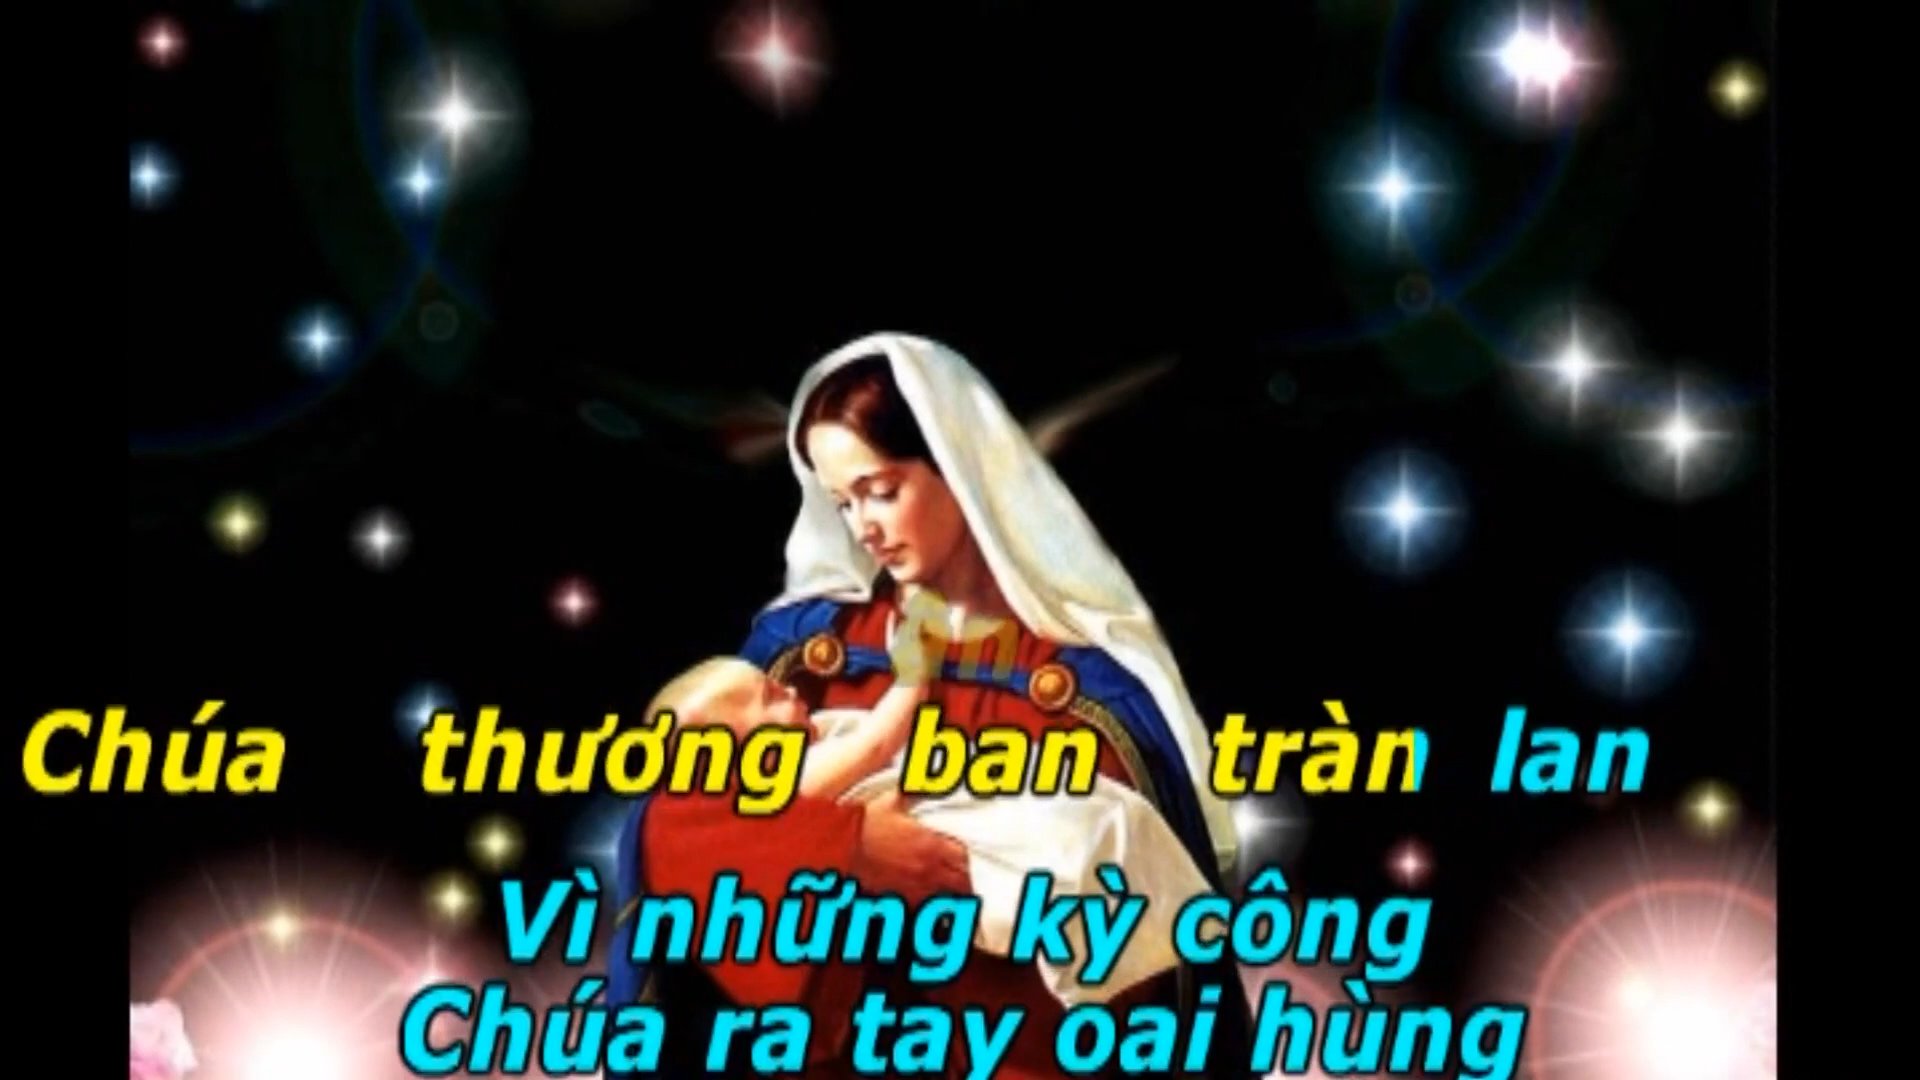 Chúa thương ban tràn lan
Vì những kỳ công
Chúa ra tay oai hùng